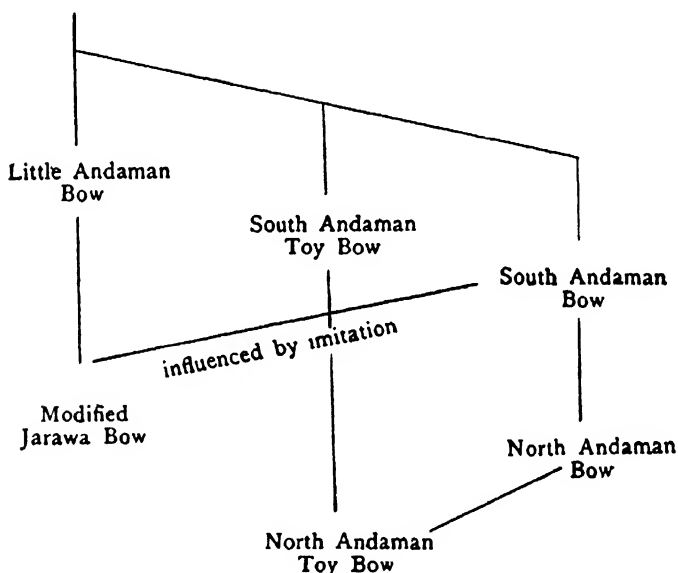 Little Andaman
Bow
South Andaman
Toy Bow
South Andaman
Bow
influenced by imitation
Modified
Jarawa Bow
North Andaman
Bow
North Andaman
Toy Bow